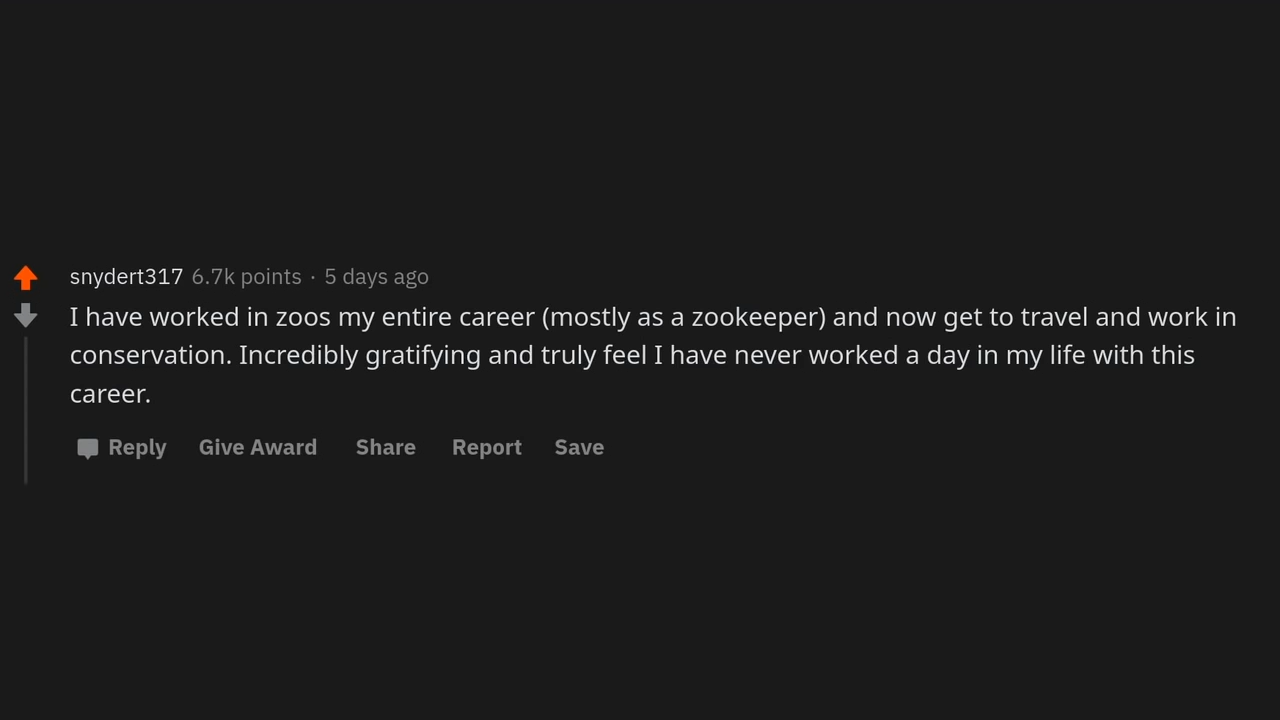 snydert317 6.7k points · 5 days ago
I have worked in zoos my entire career (mostly as a zookeeper) and now get to travel and work in
conservation. Incredibly gratifying and truly feel I have never worked a day in my life with this
career.
Reply Give Award Share Report Save